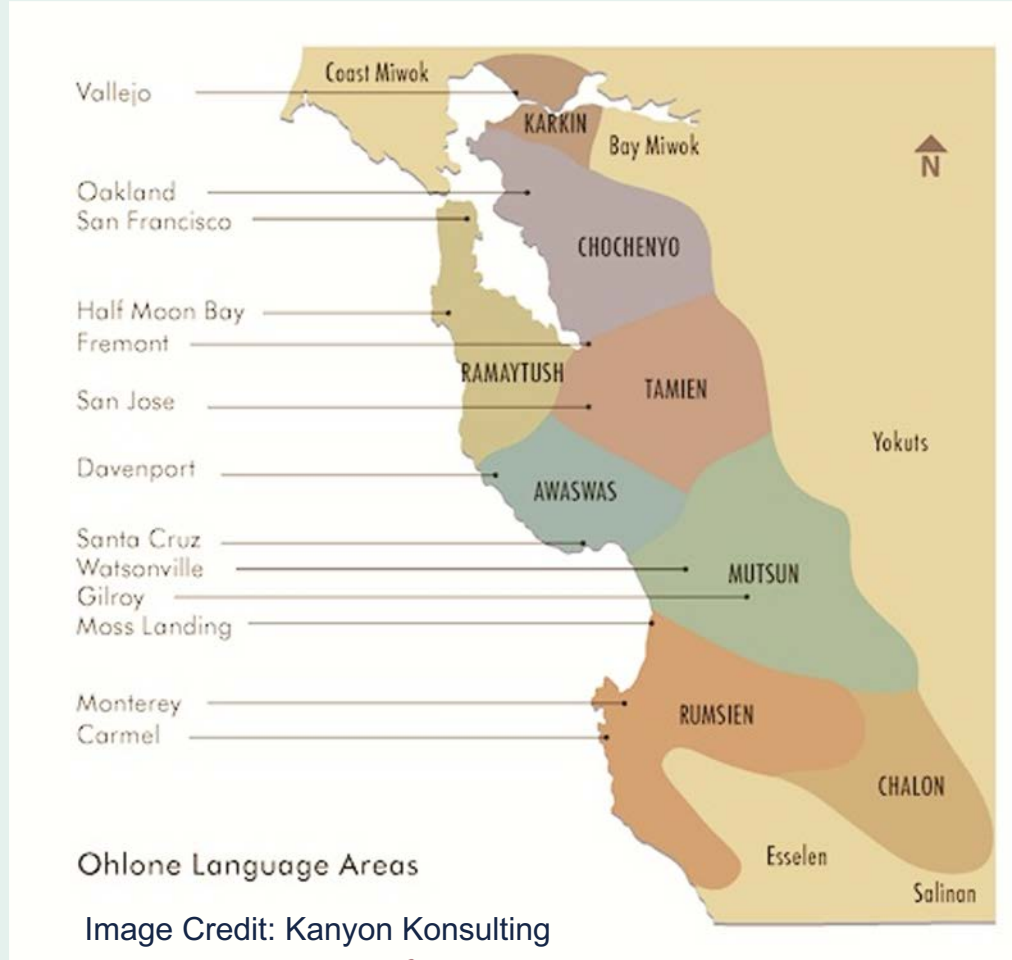 Coast Miwok
Vallejo
KARKIN
Bay Miwok
N
Oakland
San Francisco
CHOCHENYO
Half Moon Bay
Fremont
RAMAYTUSH
TAMIEN
San Jose
Yokuts
Davenport
AWASWAS
Santa Cruz
Watsonville
MUTSUN
Gilroy
Moss Landing
Monterey
RUMSIEN
Carmel
CHALON
Esselen
Ohlone Language Areas
Salinan
Image Credit: Kanyon Konsulting